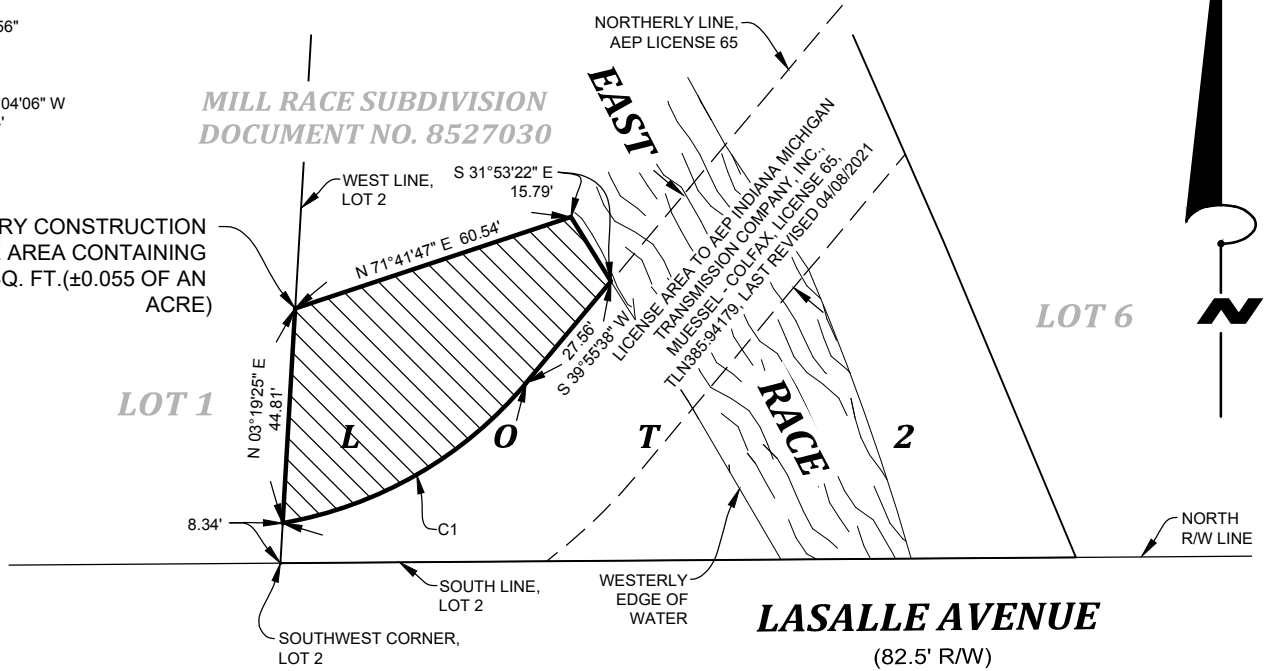 56"
04'06" W
NORTHERLY LINE,
AEP LICENSE 65
MILL RACE SUBDIVISION
DOCUMENT NO. 8527030
EAST
WEST LINE,
LOT 2
S 31°53'22" E
15.79'
RY CONSTRUCTION
AREA CONTAINING
SQ. FT.(±0.055 OF AN
ACRE)
N 71°41'47" E 60.54'
LICENSE AREA TO AEP INDIANA MICHIGAN
TRANSMISSION COMPANY, INC.,
MUESSEL - COLFAX, LICENSE 65,
TLN385:94179, LAST REVISED 04/08/2021
LOT 6
N
27.56'
S 39°55'38" W
N 03°19'25" E
44.81'
LOT 1
L O T 2
RACE
8.34'
C1
NORTH
R/W LINE
SOUTH LINE,
LOT 2
WESTERLY
EDGE OF
WATER
LASALLE AVENUE
(82.5' R/W)
SOUTHWEST CORNER,
LOT 2